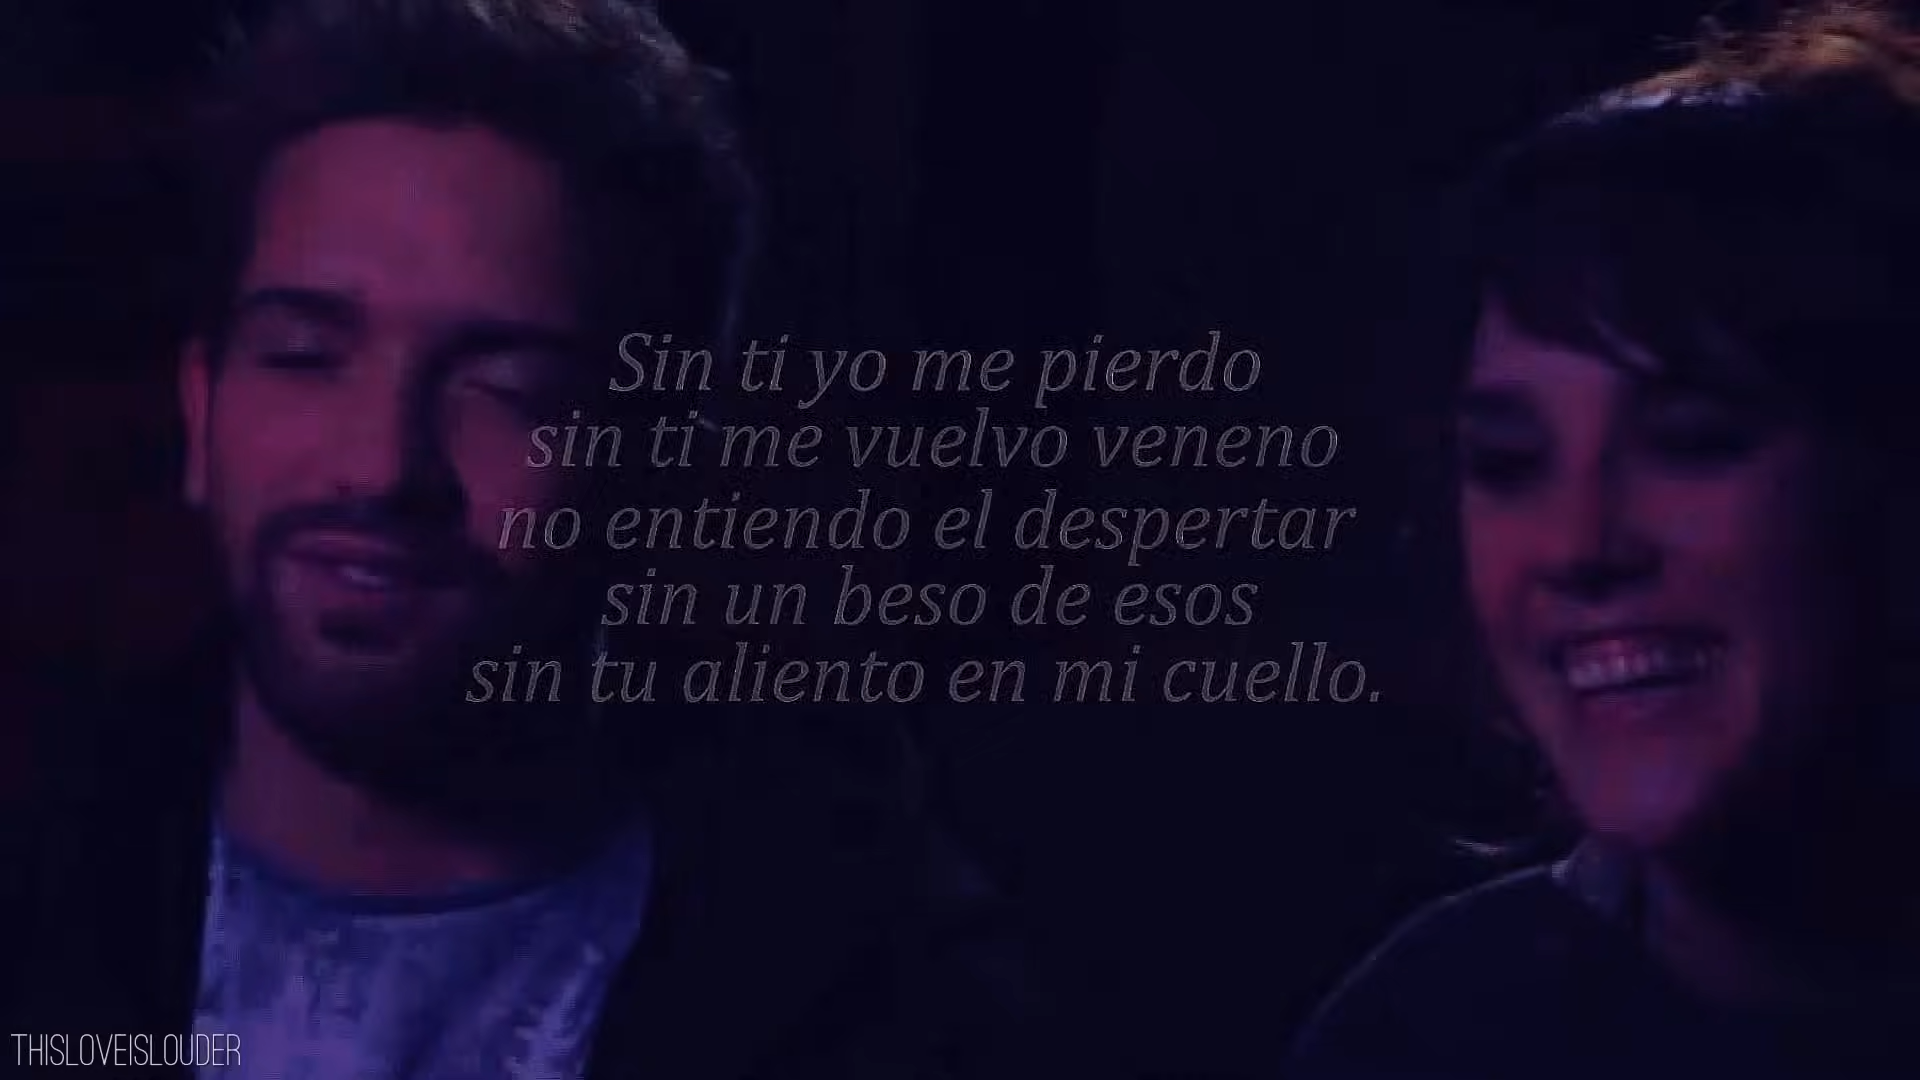 Sin ti yo me pierdo
sin ti me vuelvo veneno
no entiendo el despertar
sin un beso de esos
sin tu aliento en mi cuello.
THISLOVEISLOUDER